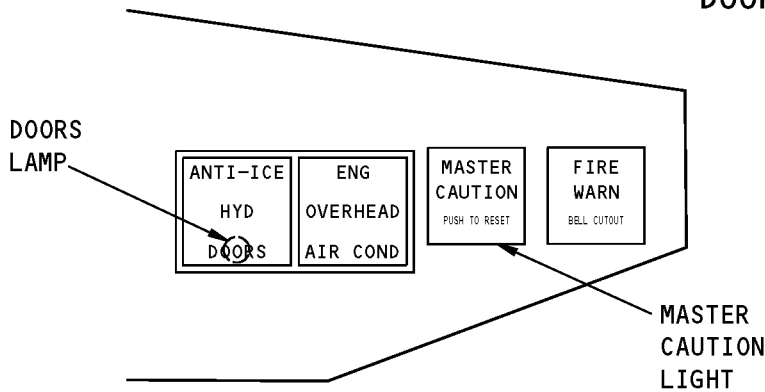 DOORS
LAMP
ANTI-ICE
HYD
DOORS
ENG
OVERHEAD
AIR COND
MASTER
CAUTION
PUSH TO RESET
FIRE
WARN
BELL CUTOUT
MASTER
CAUTION
LIGHT